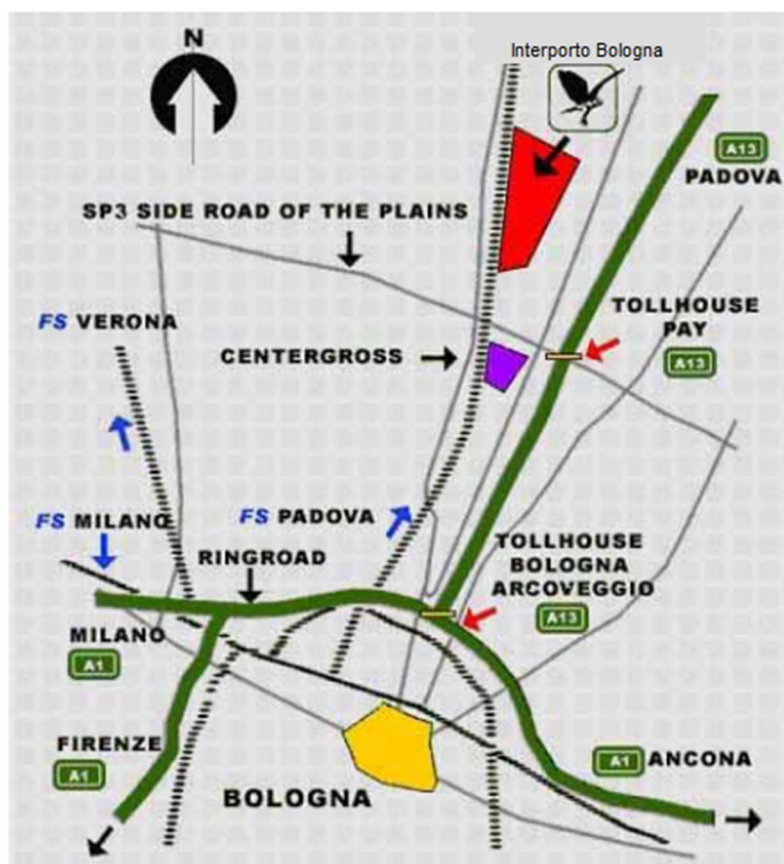 Interporto Bologna
N
A13
PADOVA
SP3 SIDE ROAD OF THE PLAINS
TOLLHOUSE
PAY
A13
FS VERONA
CENTERGROSS
FS MILANO
FS PADOVA
RINGROAD
TOLLHOUSE
BOLOGNA
ARCOVEGGIO
A13
MILANO
A1
FIRENZE
A1
A1 ANCONA
BOLOGNA